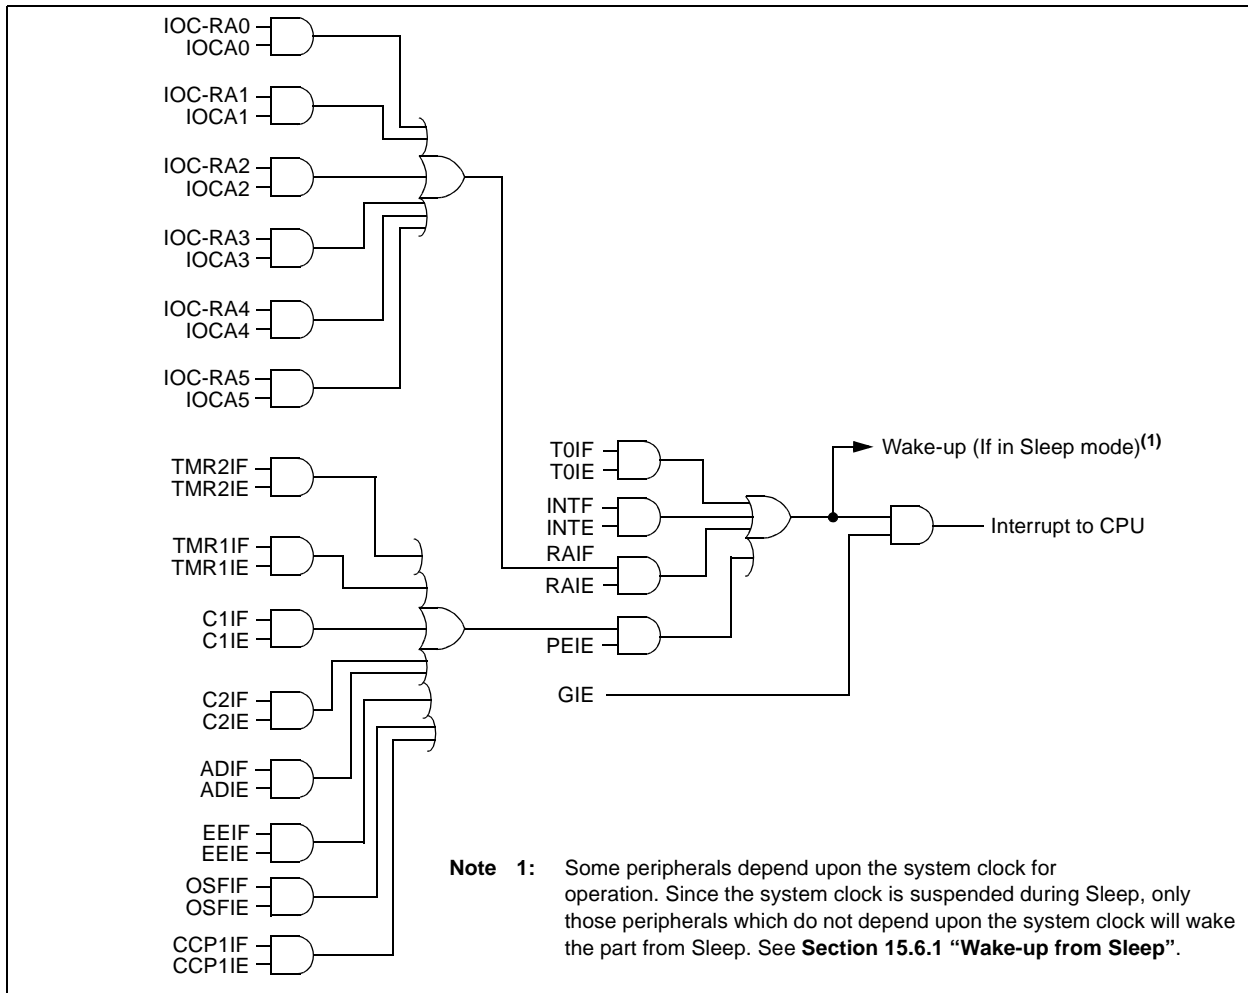 IOC-RA0
IOCA0
IOC-RA1
IOCA1
IOC-RA2
IOCA2
IOC-RA3
IOCA3
IOC-RA4
IOCA4
IOC-RA5
IOCA5
TMR2IF
TMR2IE
TMR1IF
TMR1IE
C1IF
C1IE
C2IF
C2IE
ADIF
ADIE
EEIF
EEIE
OSFIF
OSFIE
CCP1IF
CCP1IE
T0IF
T0IE
INTF
INTE
RAIF
RAIE
PEIE
GIE
Wake-up (If in Sleep mode)(1)
Interrupt to CPU
Note 1: Some peripherals depend upon the system clock for
operation. Since the system clock is suspended during Sleep, only
those peripherals which do not depend upon the system clock will wake
the part from Sleep. See Section 15.6.1 “Wake-up from Sleep”.